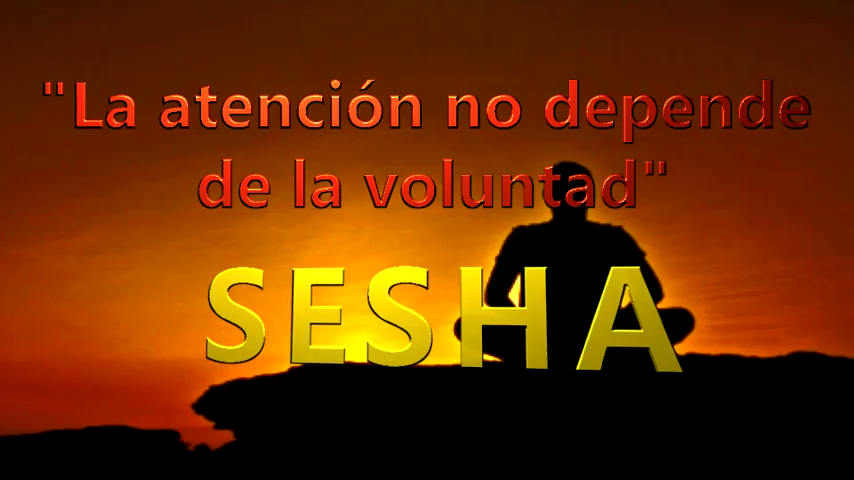 "La atención no depende
de la voluntad"
SESHA